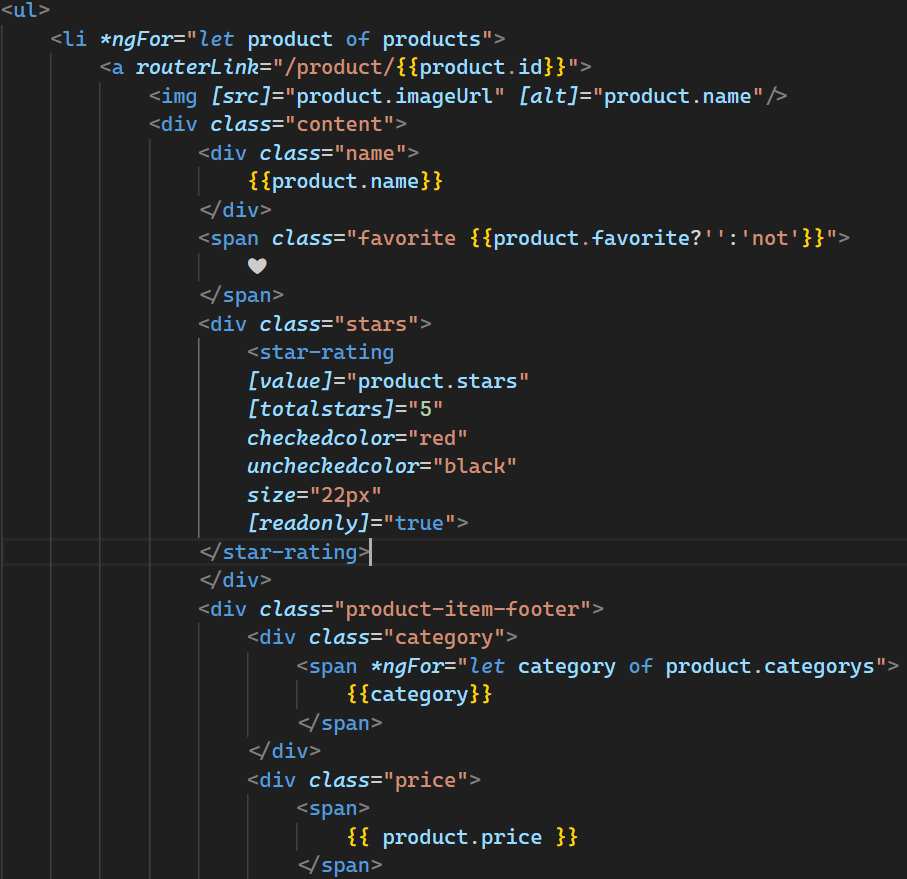 <ul>
<li *ngFor="let product of products">
<a routerLink="/product/{{product.id}}">
<img [src]="product.imageUrl" [alt]="product.name"/>
<div class="content">
<div class="name">
{{product.name}}
</div>
<span class="favorite {{product.favorite?'':'not'}}">
♥
</span>
<div class="stars">
<star-rating
[value]="product.stars"
[totalstars]="5"
checkedcolor="red"
uncheckedcolor="black"
size="22px"
[readonly]="true">
</star-rating>
</div>
<div class="product-item-footer">
<div class="category">
<span *ngFor="let category of product.categorys">
{{category}}
</span>
</div>
<div class="price">
<span>
{{ product.price }}
</span>